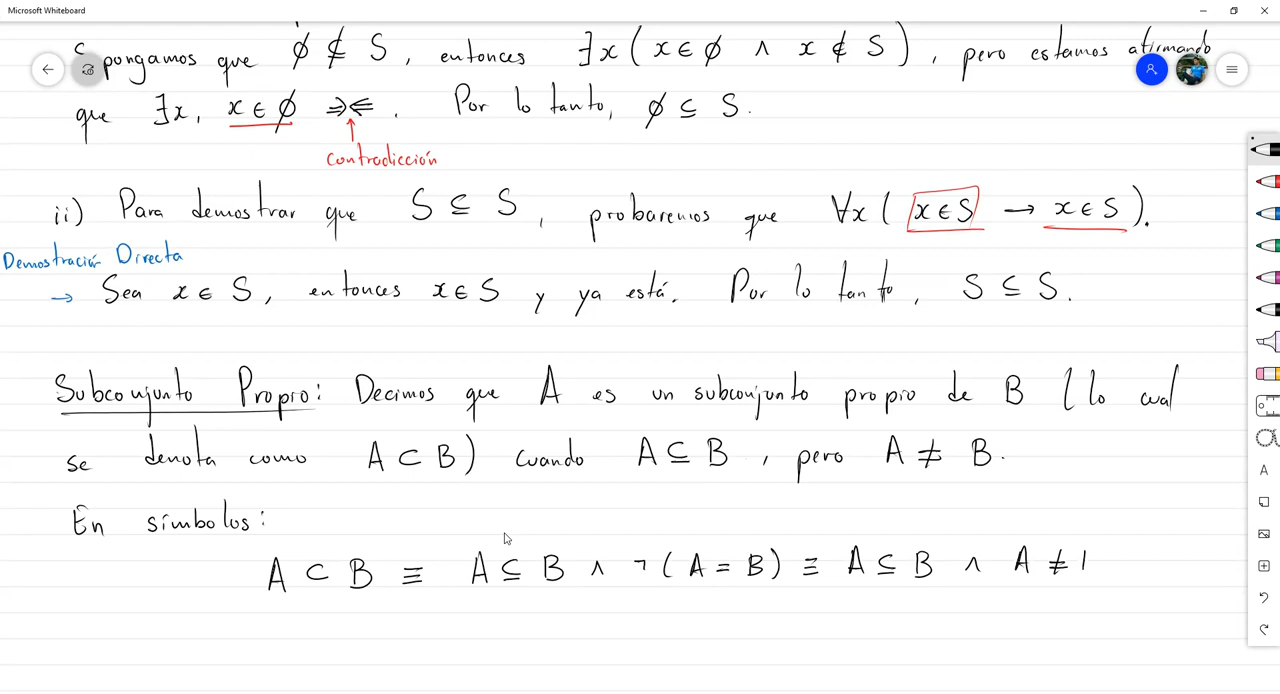 Microsoft Whiteboard
pongamos que ∅ ⊄ S, entonces ∃x (x ∈ ∅ ∧ x ∉ S), pero estamos afirmando
que ∃x, x ∈ ∅ ⇒⇐. Por lo tanto, ∅ ⊆ S.
contradicción
ii) Para demostrar que S ⊆ S, probaremos que ∀x (x ∈ S → x ∈ S).
Demostración Directa
→ Sea x ∈ S, entonces x ∈ S y ya está. Por lo tanto, S ⊆ S.
Subconjunto Propro: Decimos que A es un subconjunto propio de B (lo cual
se denota como A ⊂ B) cuando A ⊆ B, pero A ≠ B.
En símbolos:
A ⊂ B ≡ A ⊆ B ∧ ¬(A = B) ≡ A ⊆ B ∧ A ≠ l
A